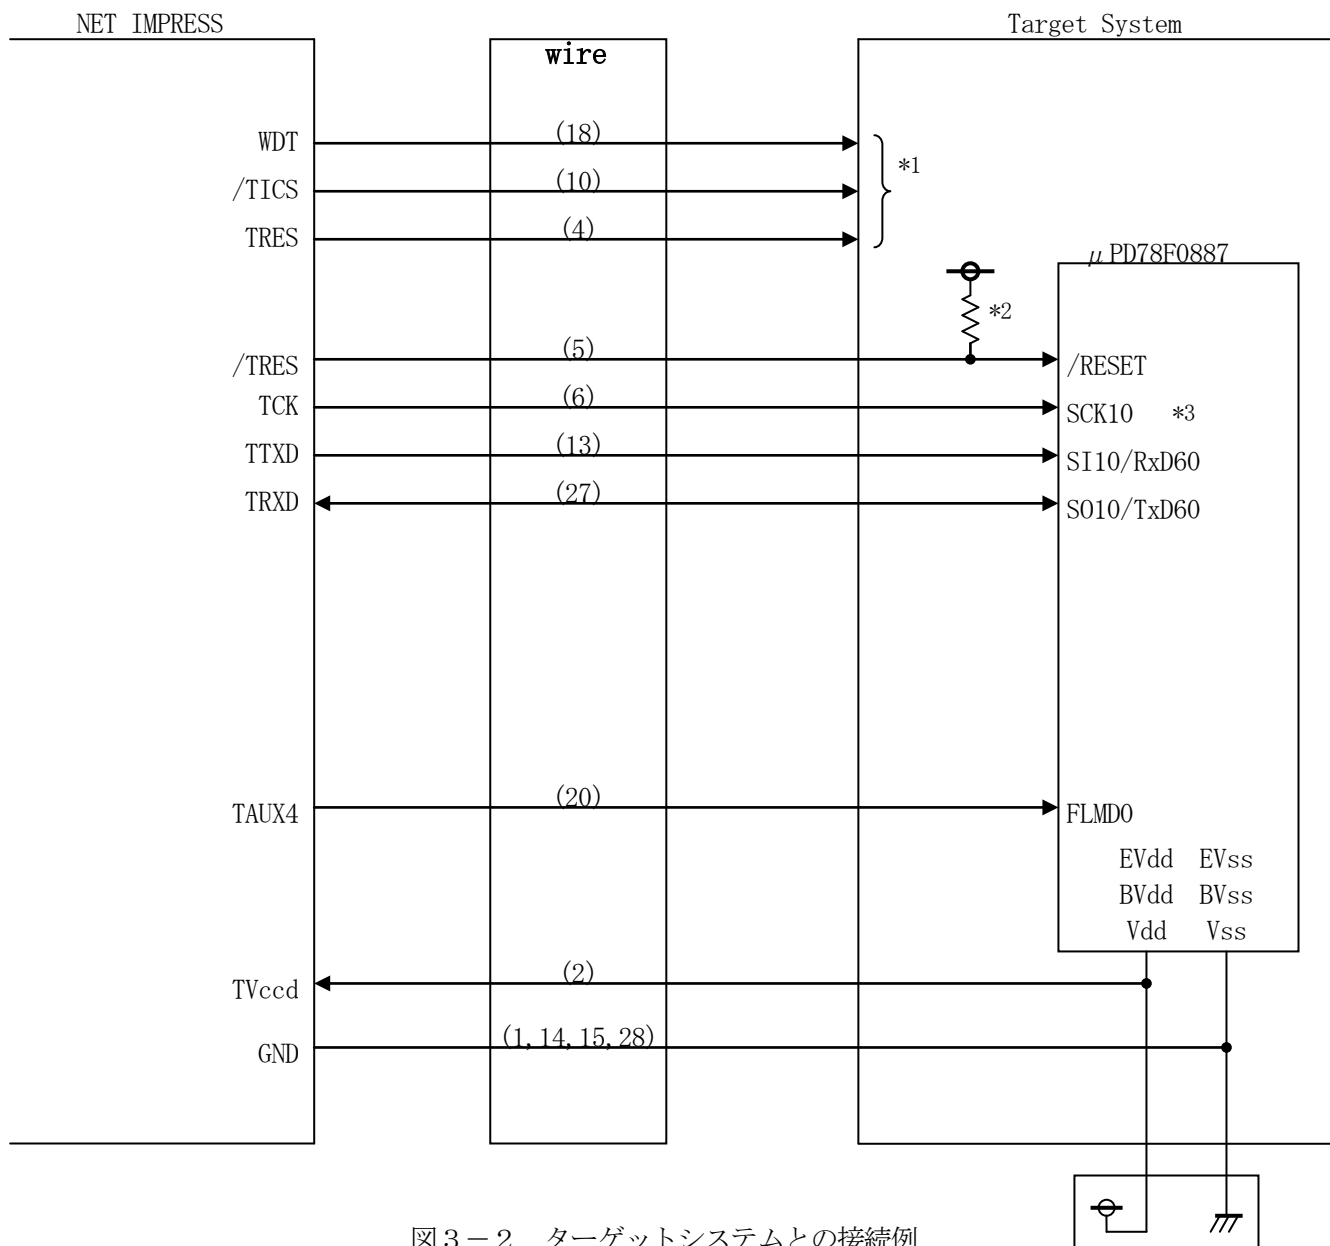 NET IMPRESS
Target System
wire
WDT
(18)
*1
/TICS
(10)
TRES
(4)
μPD78F0887
*2
/TRES
(5)
/RESET
TCK
(6)
SCK10 *3
TTXD
(13)
SI10/RxD60
TRXD
(27)
SO10/TxD60
TAUX4
(20)
FLMD0
EVdd EVss
BVdd BVss
Vdd Vss
TVccd
(2)
GND
(1,14,15,28)
図3-2 ターゲットシステムとの接続例